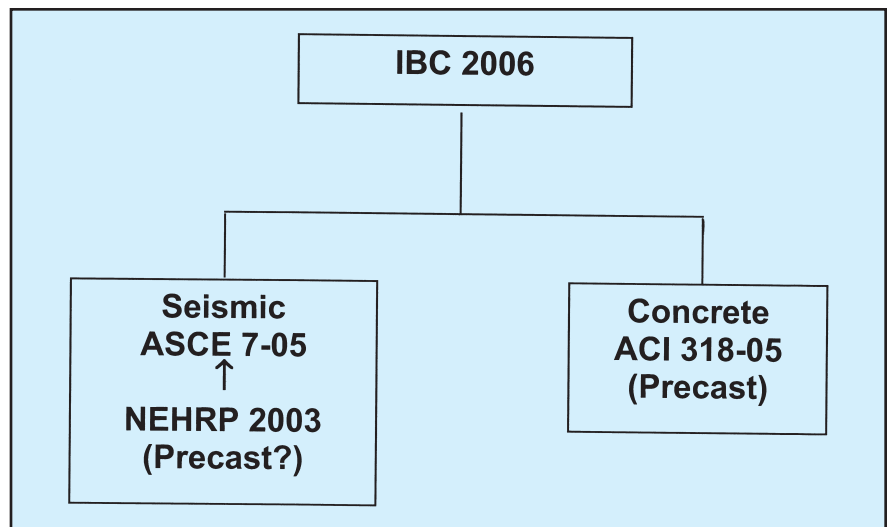 IBC 2006
Seismic
ASCE 7-05
↑
NEHRP 2003
(Precast?)
Concrete
ACI 318-05
(Precast)